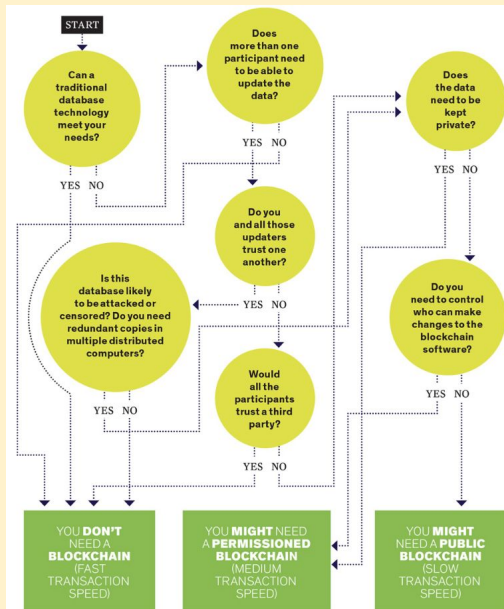 START
Can a
traditional
database
technology
meet your
needs?
YES NO
Does
more than one
participant need
to be able to
update the
data?
YES NO
Does
the data
need to be
kept
private?
YES NO
Do you
and all those
updaters
trust one
another?
YES NO
Is this
database likely
to be attacked or
censored? Do you need
redundant copies in
multiple distributed
computers?
YES NO
Do you
need to control
who can make
changes to the
blockchain
software?
YES NO
Would
all the
participants
trust a third
party?
YES NO
YOU DON'T
NEED A
BLOCKCHAIN
(FAST
TRANSACTION
SPEED)
YOU MIGHT NEED
A PERMISSIONED
BLOCKCHAIN
(MEDIUM
TRANSACTION
SPEED)
YOU MIGHT
NEED A PUBLIC
BLOCKCHAIN
(SLOW
TRANSACTION
SPEED)